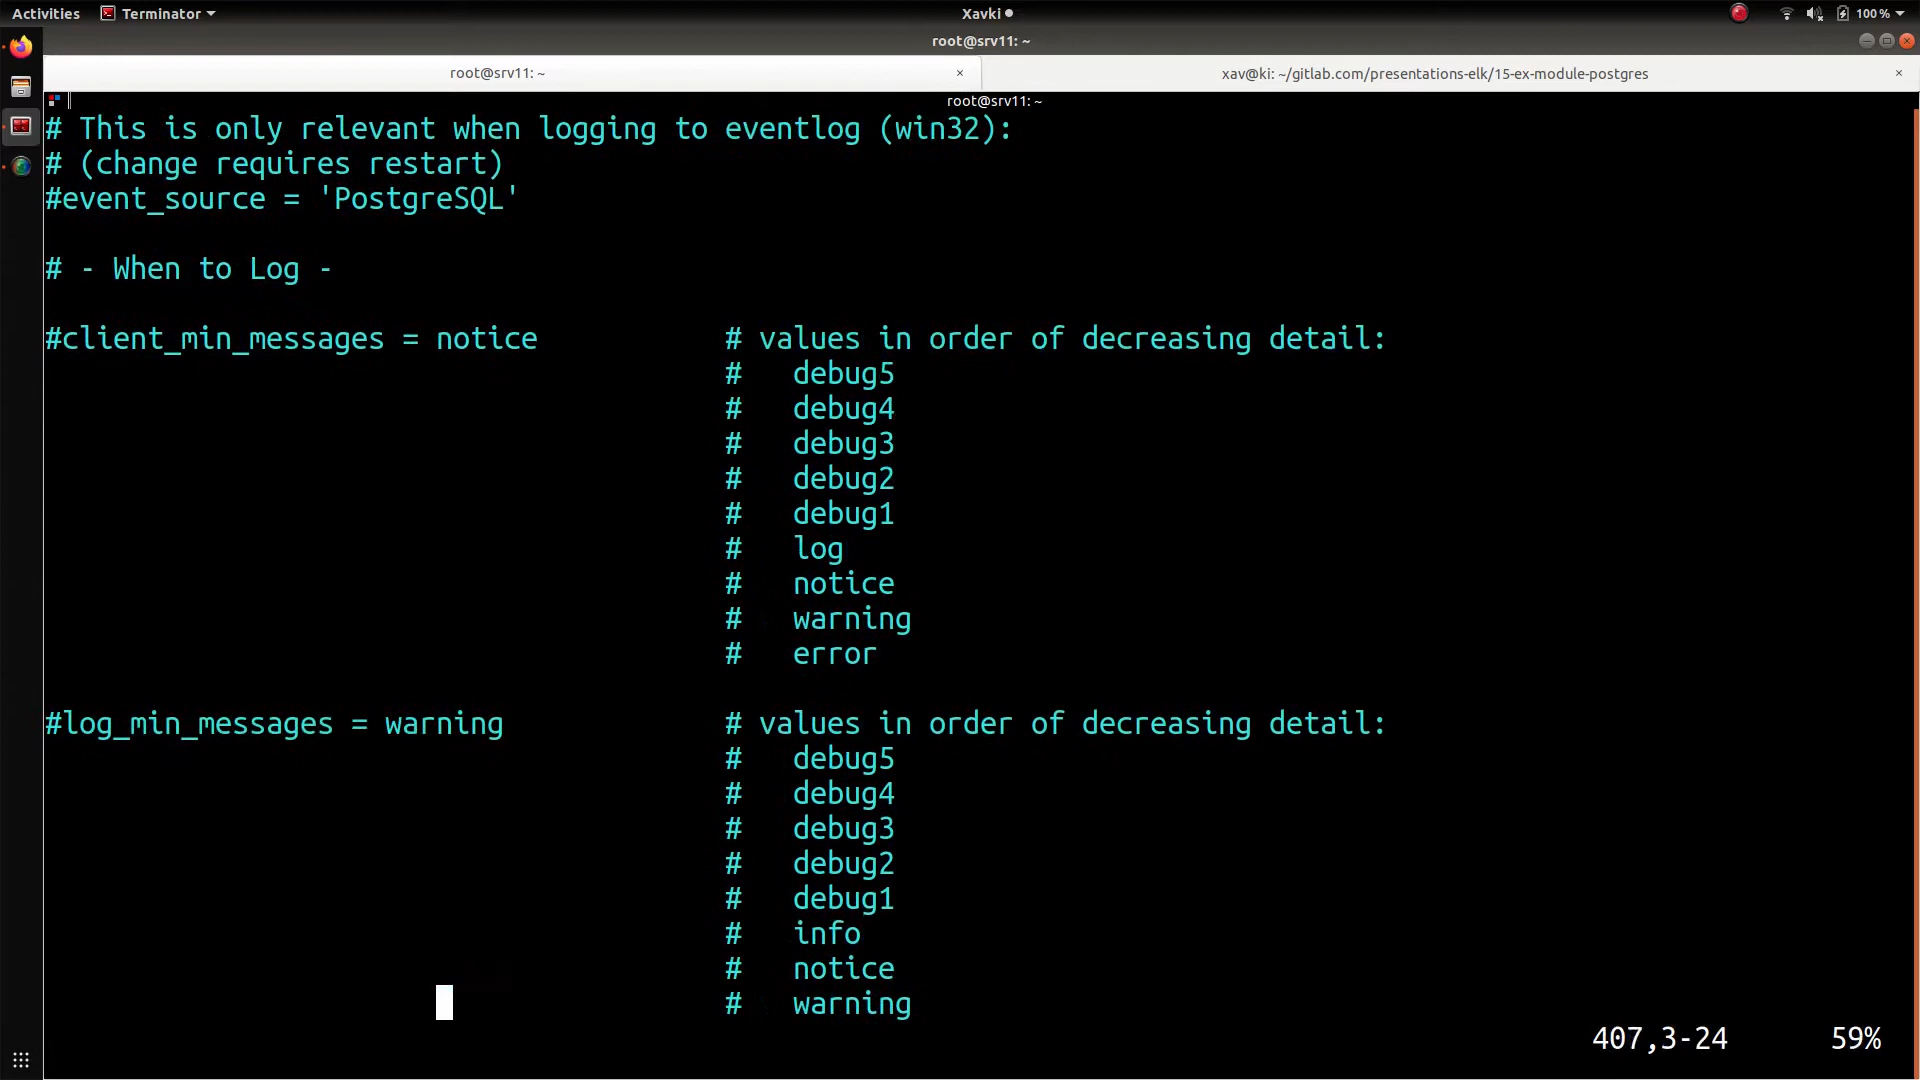 Activities Terminator Xavki 100%
root@srv11: ~
root@srv11: ~ × xav@ki: ~/gitlab.com/presentations-elk/15-ex-module-postgres ×
root@srv11: ~
# This is only relevant when logging to eventlog (win32):
# (change requires restart)
#event_source = 'PostgreSQL'
# - When to Log -
#client_min_messages = notice # values in order of decreasing detail:
# debug5
# debug4
# debug3
# debug2
# debug1
# log
# notice
# warning
# error
#log_min_messages = warning # values in order of decreasing detail:
# debug5
# debug4
# debug3
# debug2
# debug1
# info
# notice
# warning
407,3-24 59%